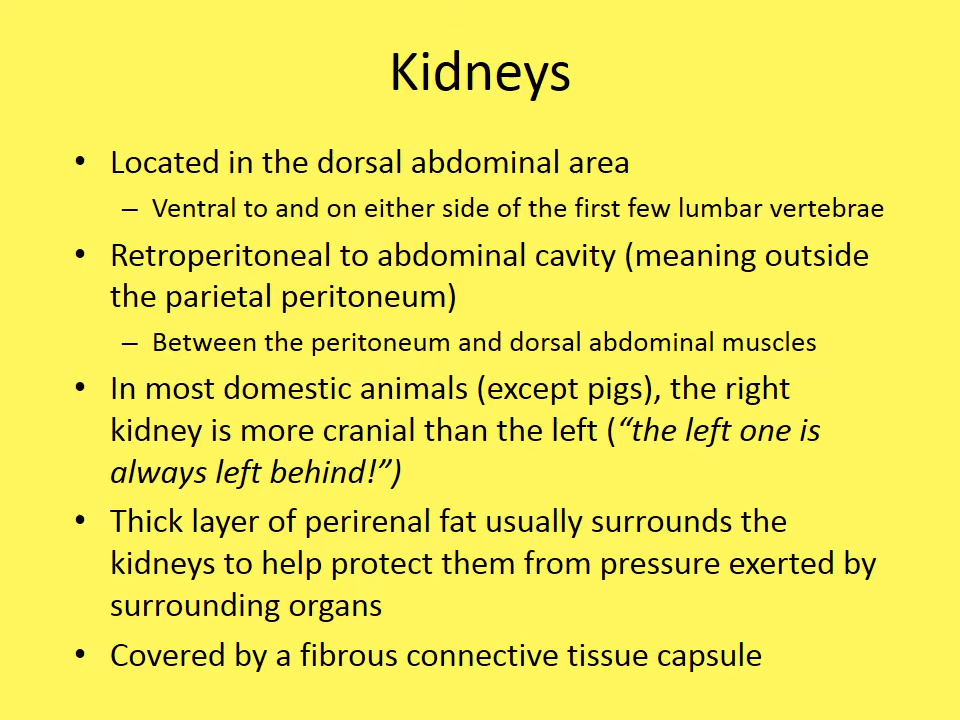 Kidneys
• Located in the dorsal abdominal area
– Ventral to and on either side of the first few lumbar vertebrae
• Retroperitoneal to abdominal cavity (meaning outside
the parietal peritoneum)
– Between the peritoneum and dorsal abdominal muscles
• In most domestic animals (except pigs), the right
kidney is more cranial than the left (“the left one is
always left behind!”)
• Thick layer of perirenal fat usually surrounds the
kidneys to help protect them from pressure exerted by
surrounding organs
• Covered by a fibrous connective tissue capsule